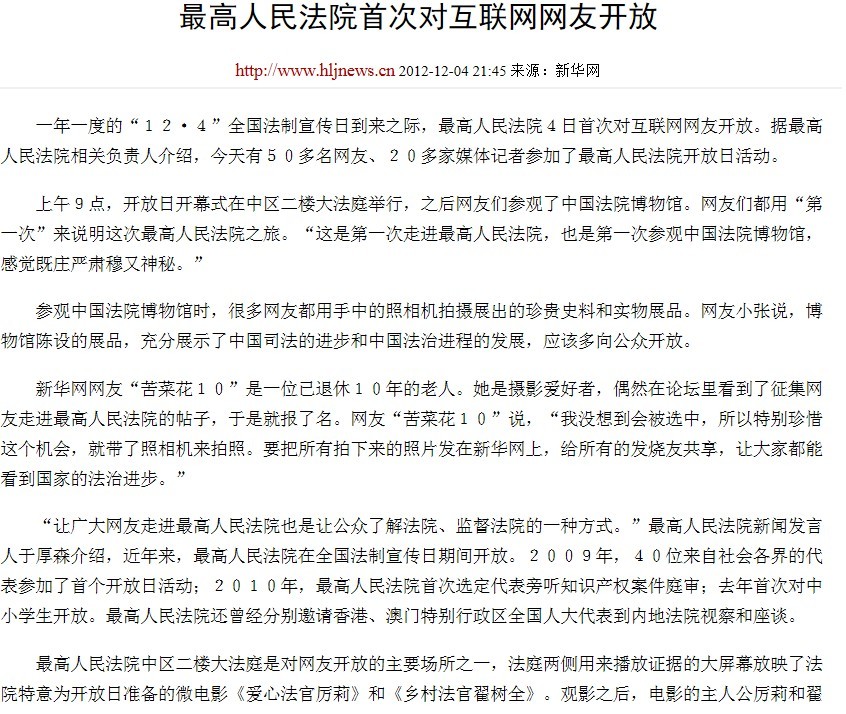 最高人民法院首次对互联网网友开放
http://www.hljnews.cn 2012-12-04 21:45 来源：新华网
一年一度的“１２·４”全国法制宣传日到来之际，最高人民法院４日首次对互联网网友开放。据最高
人民法院相关负责人介绍，今天有５０多名网友、２０多家媒体记者参加了最高人民法院开放日活动。
上午９点，开放日开幕式在中区二楼大法庭举行，之后网友们参观了中国法院博物馆。网友们都用“第
一次”来说明这次最高人民法院之旅。“这是第一次走进最高人民法院，也是第一次参观中国法院博物馆，
感觉既庄严肃穆又神秘。”
参观中国法院博物馆时，很多网友都用手中的照相机拍摄展出的珍贵史料和实物展品。网友小张说，博
物馆陈设的展品，充分展示了中国司法的进步和中国法治进程的发展，应该多向公众开放。
新华网网友“苦菜花１０”是一位已退休１０年的老人。她是摄影爱好者，偶然在论坛里看到了征集网
友走进最高人民法院的帖子，于是就报了名。网友“苦菜花１０”说，“我没想到会被选中，所以特别珍惜
这个机会，就带了照相机来拍照。要把所有拍下来的照片发在新华网上，给所有的发烧友共享，让大家都能
看到国家的法治进步。”
“让广大网友走进最高人民法院也是让公众了解法院、监督法院的一种方式。”最高人民法院新闻发言
人于厚森介绍，近年来，最高人民法院在全国法制宣传日期间开放。２００９年，４０位来自社会各界的代
表参加了首个开放日活动；２０１０年，最高人民法院首次选定代表旁听知识产权案件庭审；去年首次对中
小学生开放。最高人民法院还曾经分别邀请香港、澳门特别行政区全国人大代表到内地法院视察和座谈。
最高人民法院中区二楼大法庭是对网友开放的主要场所之一，法庭两侧用来播放证据的大屏幕放映了法
院特意为开放日准备的微电影《爱心法官厉莉》和《乡村法官翟树全》。观影之后，电影的主人公厉莉和翟